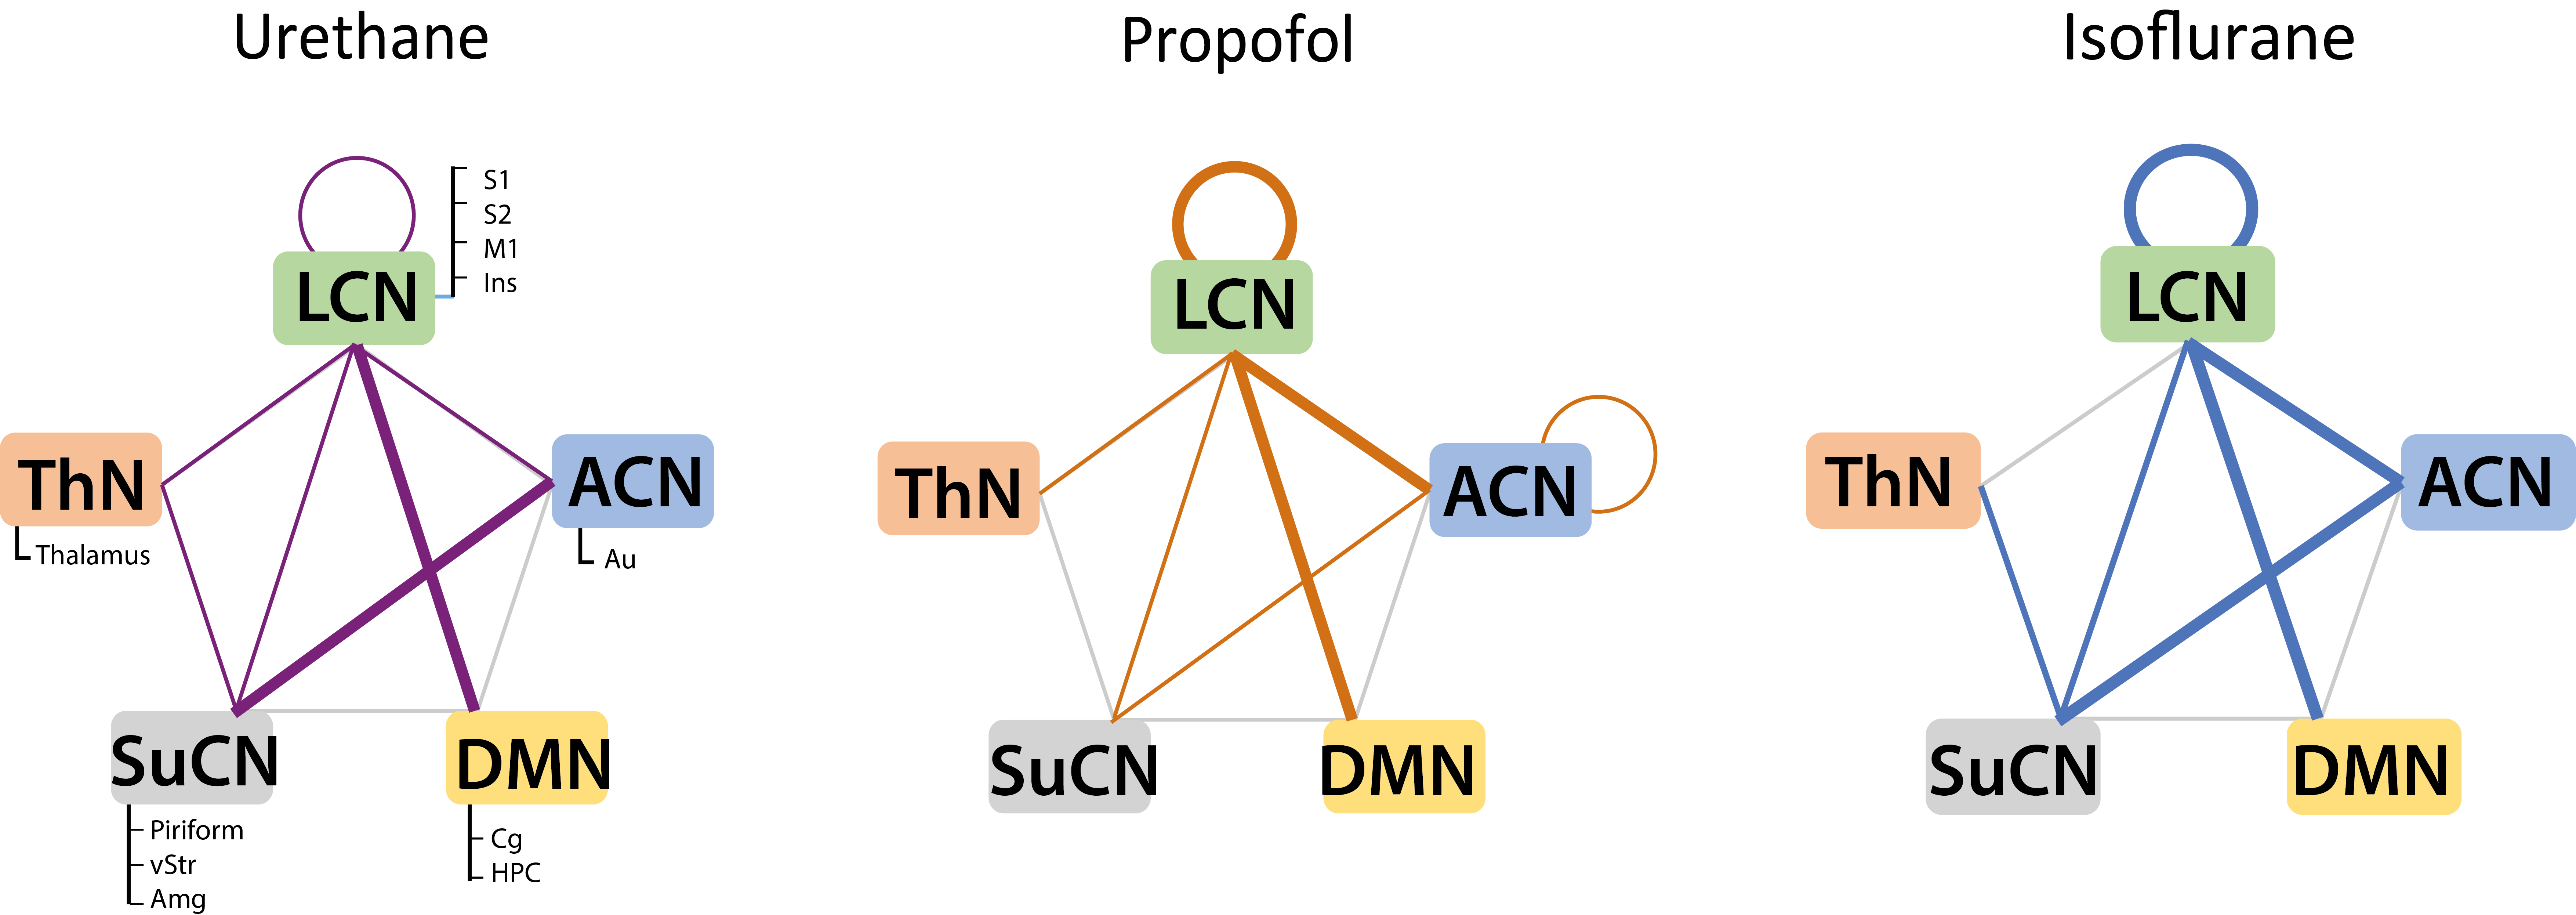 Urethane
LCN
S1
S2
M1
Ins
ThN
Thalamus
ACN
Au
SuCN
Piriform
vStr
Amg
DMN
Cg
HPC
Propofol
LCN
ThN
ACN
SuCN
DMN
Isoflurane
LCN
ThN
ACN
SuCN
DMN